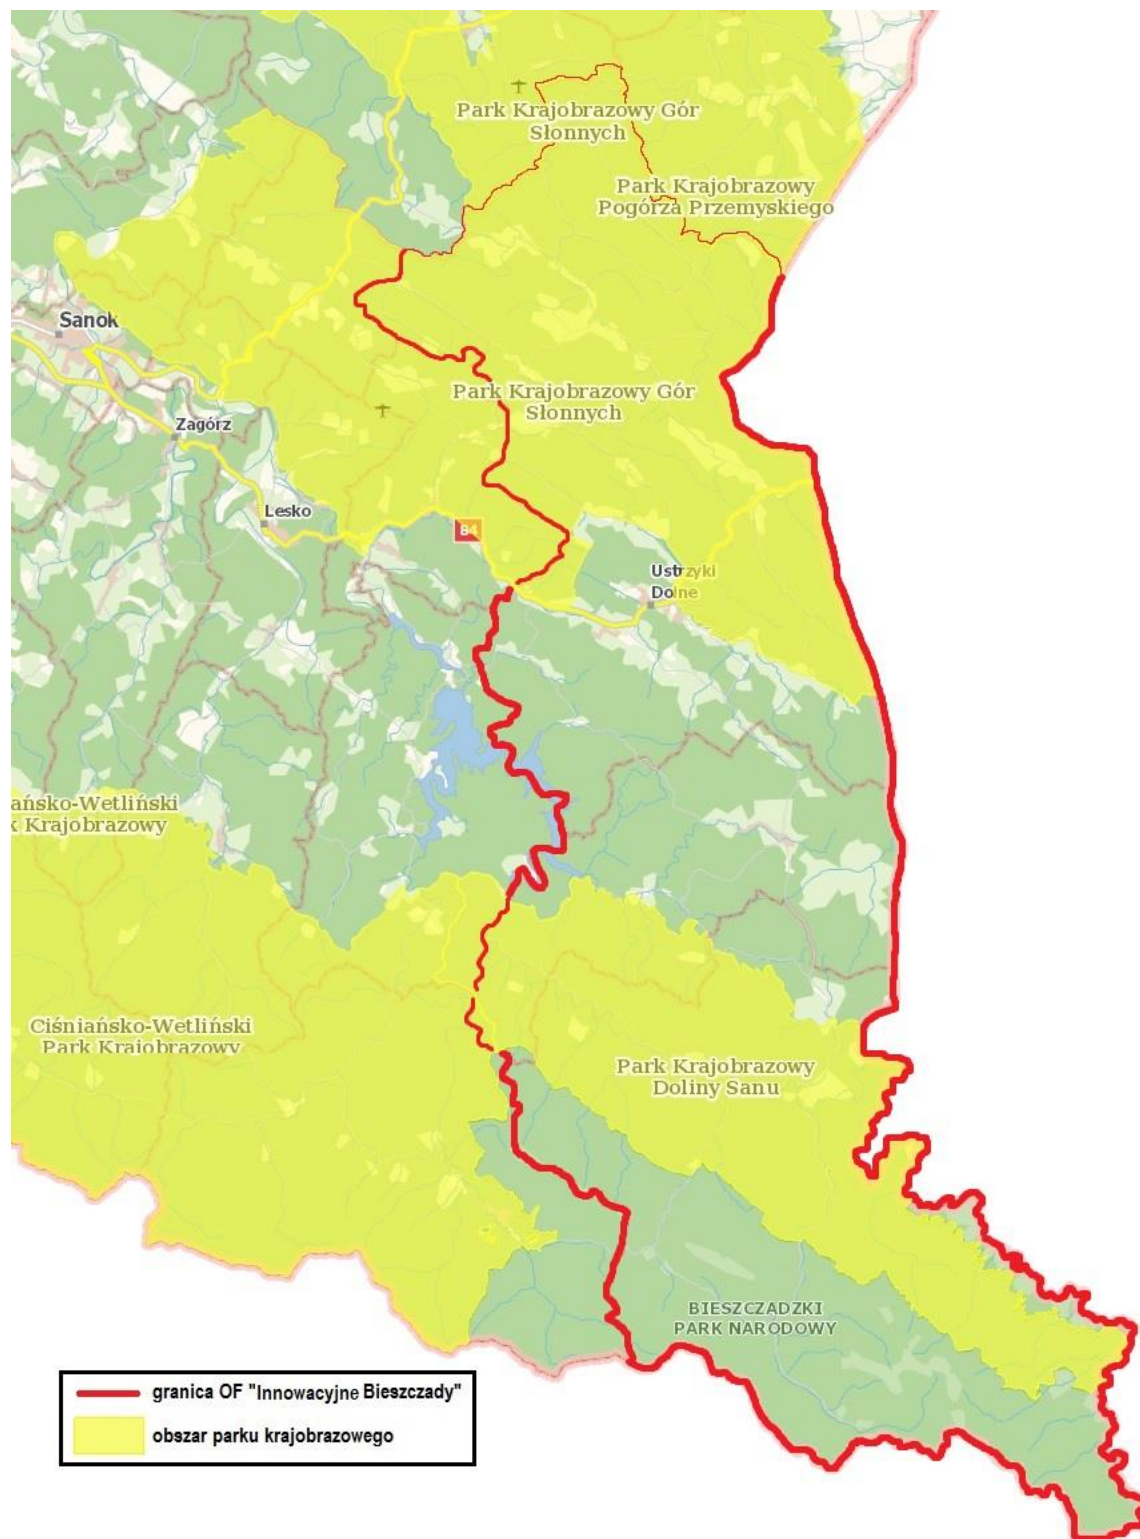 Park Krajobrazowy Gór
Słonnych
Park Krajobrazowy
Pogórza Przemyskiego
Sanok
Park Krajobrazowy Gór
Słonnych
Zagórz
Lesko
84
Ustrzyki
Dolne
ańsko-Wetliński
k Krajobrazowy
Ciśniańsko-Wetliński
Park Krajobrazowy
Park Krajobrazowy
Doliny Sanu
BIESZCZADZKI
PARK NARODOWY
granica OF "Innowacyjne Bieszczady"
obszar parku krajobrazowego